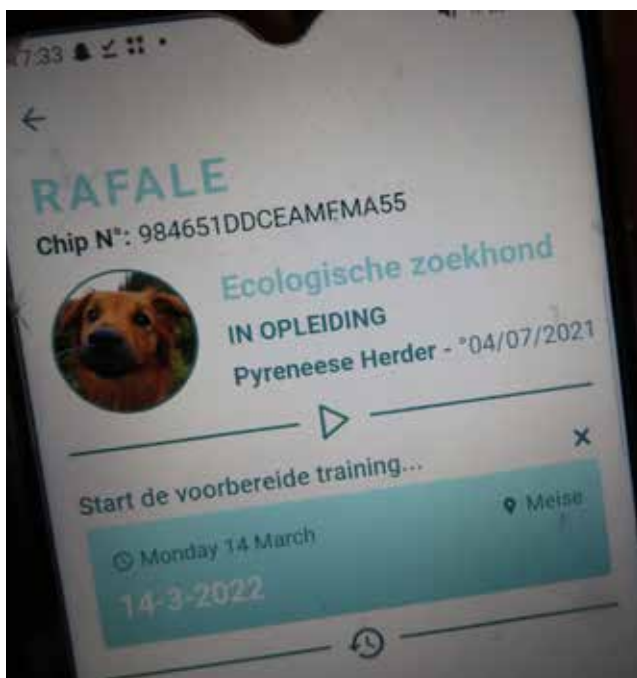 7:33
RAFALE
Chip N°: 984651DDCEAMFMA55
Ecologische zoekhond
IN OPLEIDING
Pyreneese Herder - °04/07/2021
Start de voorbereide training...
Monday 14 March
Meise
14-3-2022